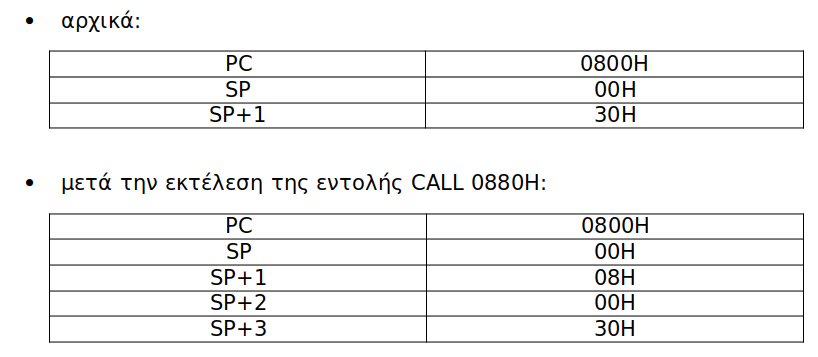 • αρχικά:
PC 0800H
SP 00H
SP+1 30H
• μετά την εκτέλεση της εντολής CALL 0880H:
PC 0800H
SP 00H
SP+1 08H
SP+2 00H
SP+3 30H